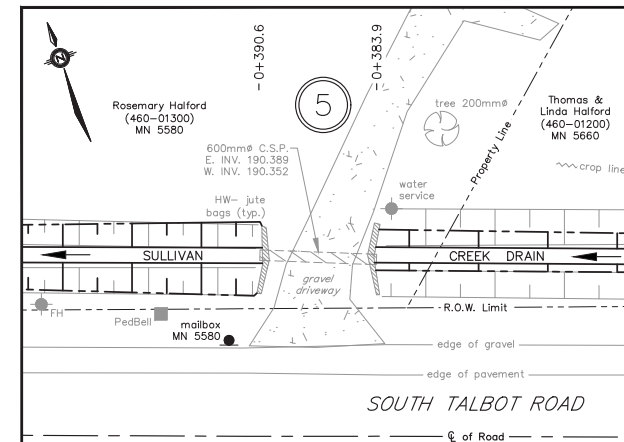 -0+390.6
-0+383.9
5
Rosemary Halford
(460-01300)
MN 5580
tree 200mmø
Thomas &
Linda Halford
(460-01200)
MN 5660
Property Line
crop line
600mmø C.S.P.
E. INV. 190.389
W. INV. 190.352
water
service
HW- jute
bags (typ.)
SULLIVAN
CREEK DRAIN
gravel
driveway
FH
PedBell
mailbox
MN 5580
R.O.W. Limit
edge of gravel
edge of pavement
SOUTH TALBOT ROAD
℄ of Road